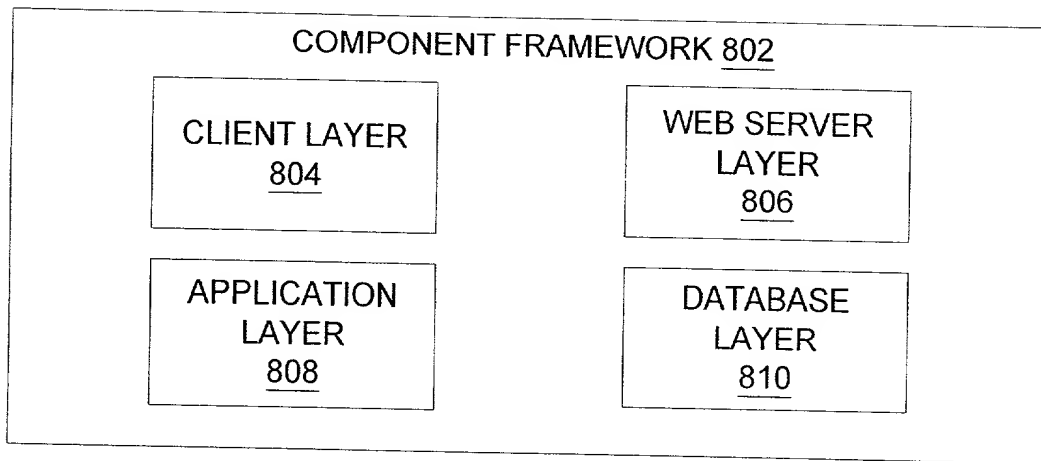 COMPONENT FRAMEWORK 802
CLIENT LAYER
804
WEB SERVER
LAYER
806
APPLICATION
LAYER
808
DATABASE
LAYER
810